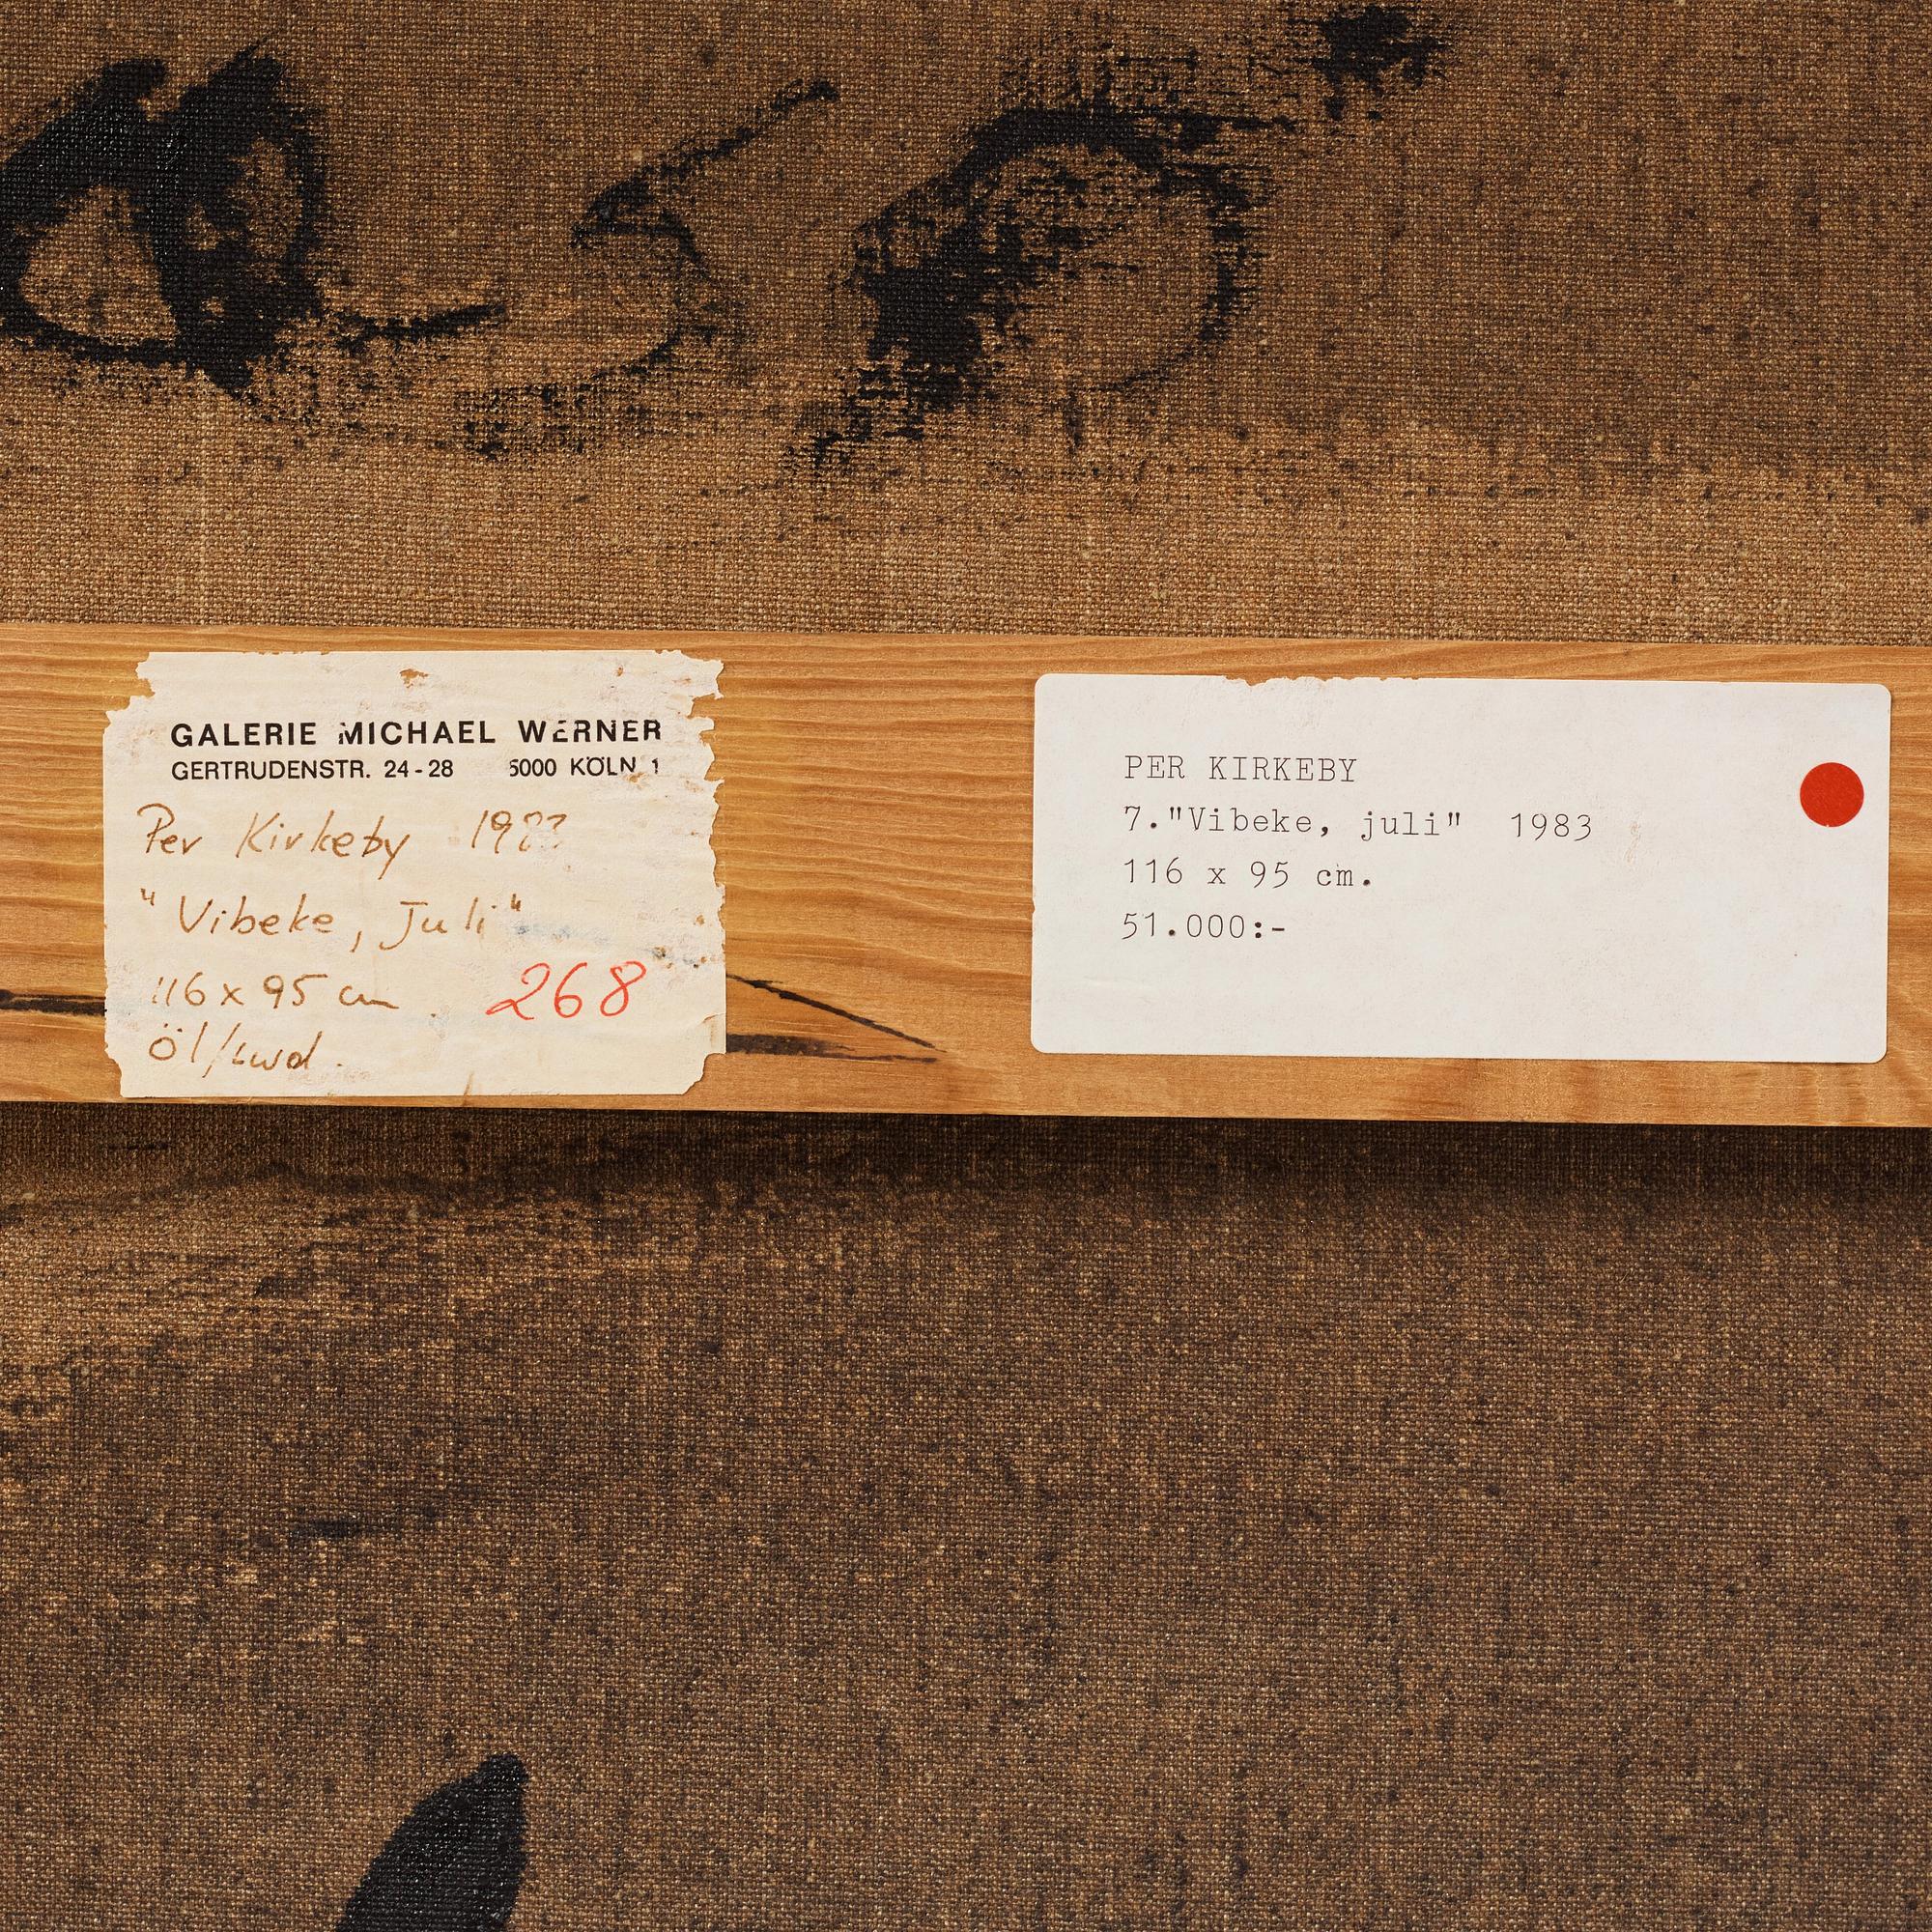 GALERIE MICHAEL WERNER
GERTRUDENSTR. 24-28 5000 KÖLN 1
Per Kirkeby 1983
"Vibeke, Juli"
116 x 95 cm 268
Öl/Lwd.
PER KIRKEBY
7."Vibeke, juli" 1983
116 x 95 cm.
51.000:-